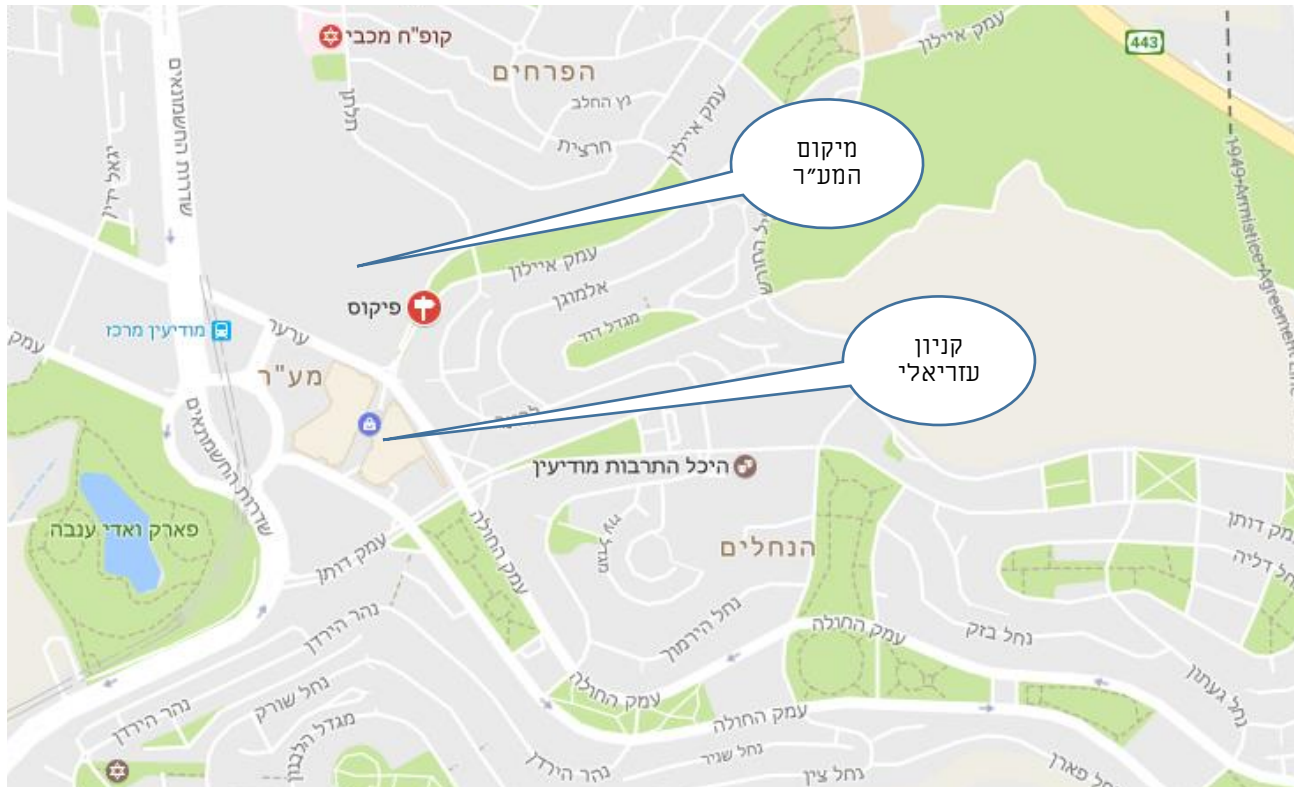 קופ"ח מכבי
הפרחים
עמק איילון
443
שדרות החשמונאים
יגאל ידין
חלתן
נץ החלב
חרצית
עמק איילון
מיקום
המע״ר
1949 Armistice Agreement Line
עמק איילון
אלמוגן
מגדל דוד
פיקוס
מודיעין מרכז
ערער
מע"ר
עמק
קניון
עזריאלי
שדרות החשמונאים
היכל התרבות מודיעין
פארק ואדי ענבה
הנחלים
עמק דותן
עמק החולה
נחל דליה
עמק דותן
נהר הירדן
נחל הירמוך
עמק החולה
נחל בזק
נחל געתון
עמק החולה
עמק החולה
נחל שורק
נהר הירדן
מגדל הלבנון
נהר הירדן
נחל שניר
נחל ציןֿ
נחל פארן